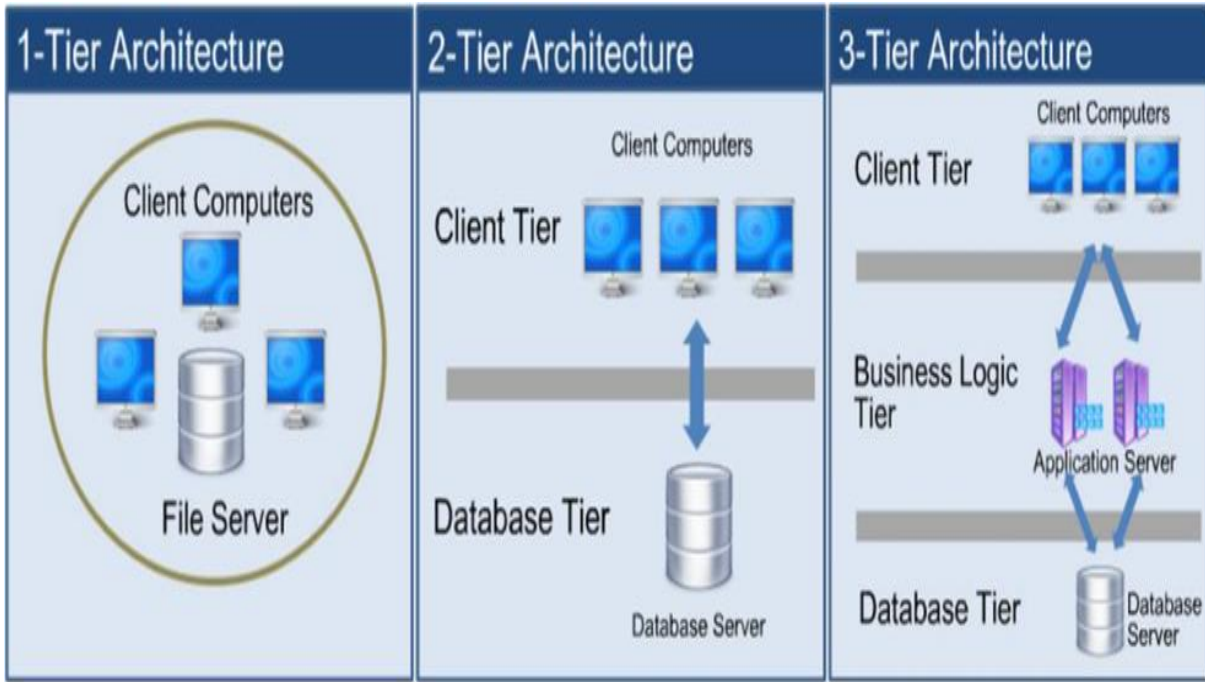 1-Tier Architecture
Client Computers
File Server
2-Tier Architecture
Client Computers
Client Tier
Database Tier
Database Server
3-Tier Architecture
Client Computers
Client Tier
Business Logic
Tier
Application Server
Database Tier
Database
Server